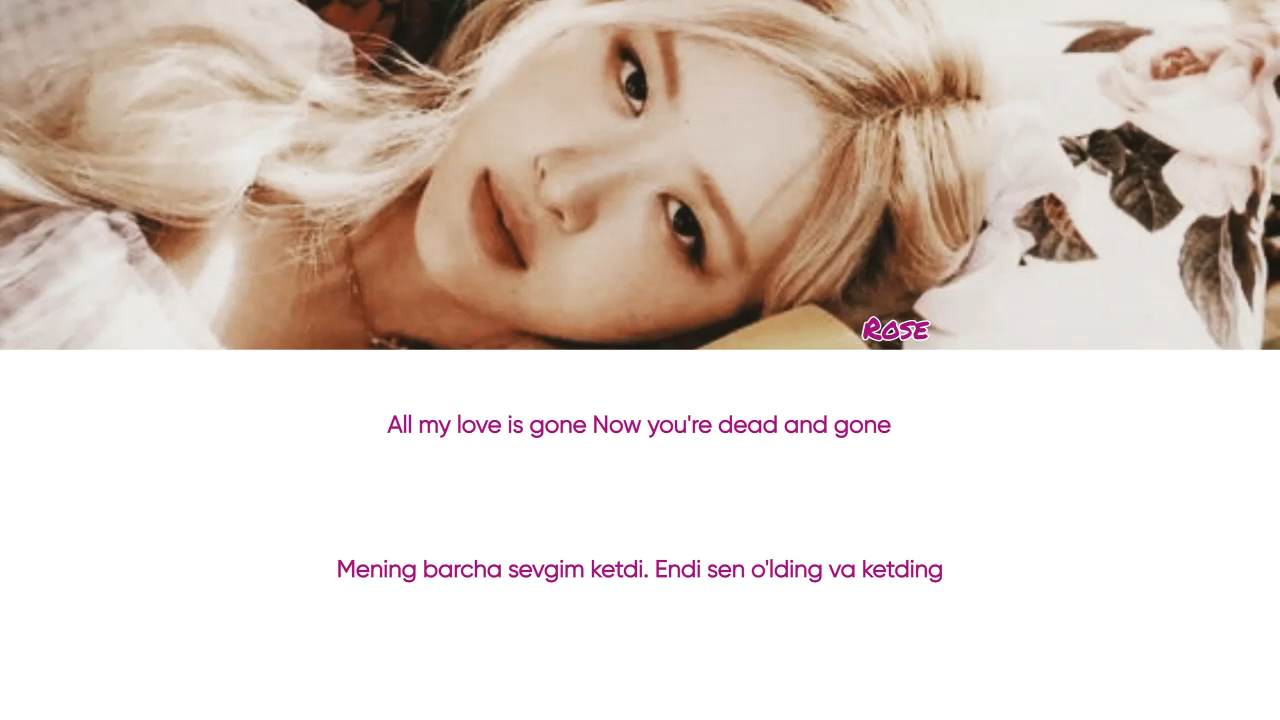 Rose
All my love is gone Now you're dead and gone
Mening barcha sevgim ketdi. Endi sen o'lding va ketding